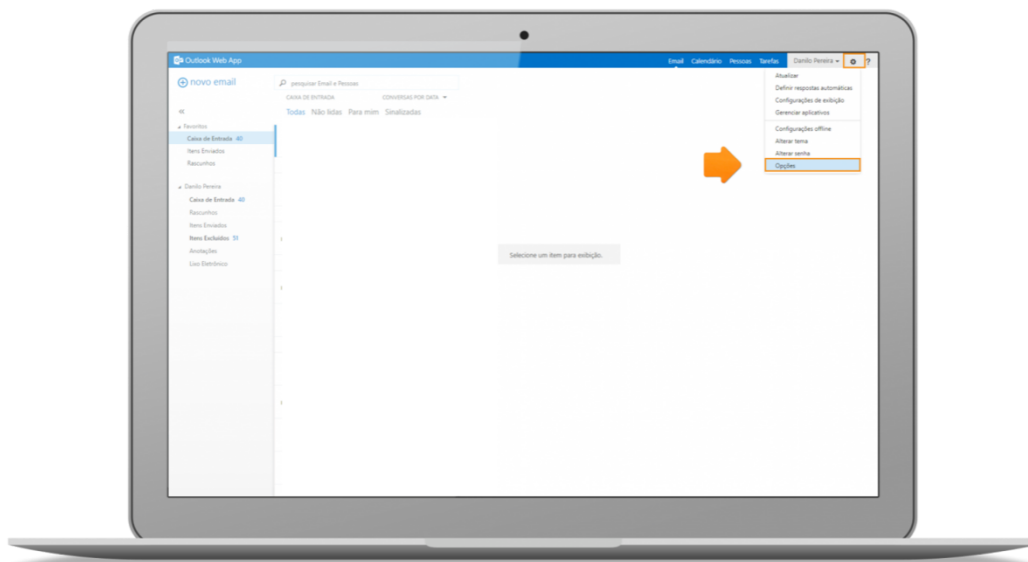 Outlook Web App
Email Calendário Pessoas Tarefas Danilo Pereira ?
novo email
pesquisar Email e Pessoas
CAIXA DE ENTRADA CONVERSAS POR DATA
Todas Não lidas Para mim Sinalizadas
Favoritos
Caixa de Entrada 40
Itens Enviados
Rascunhos
Danilo Pereira
Caixa de Entrada 40
Rascunhos
Itens Enviados
Itens Excluídos 51
Anotações
Lixo Eletrônico
Selecione um item para exibição.
Atualizar
Definir respostas automáticas
Configurações de exibição
Gerenciar aplicativos
Configurações offline
Alterar tema
Alterar senha
Opções